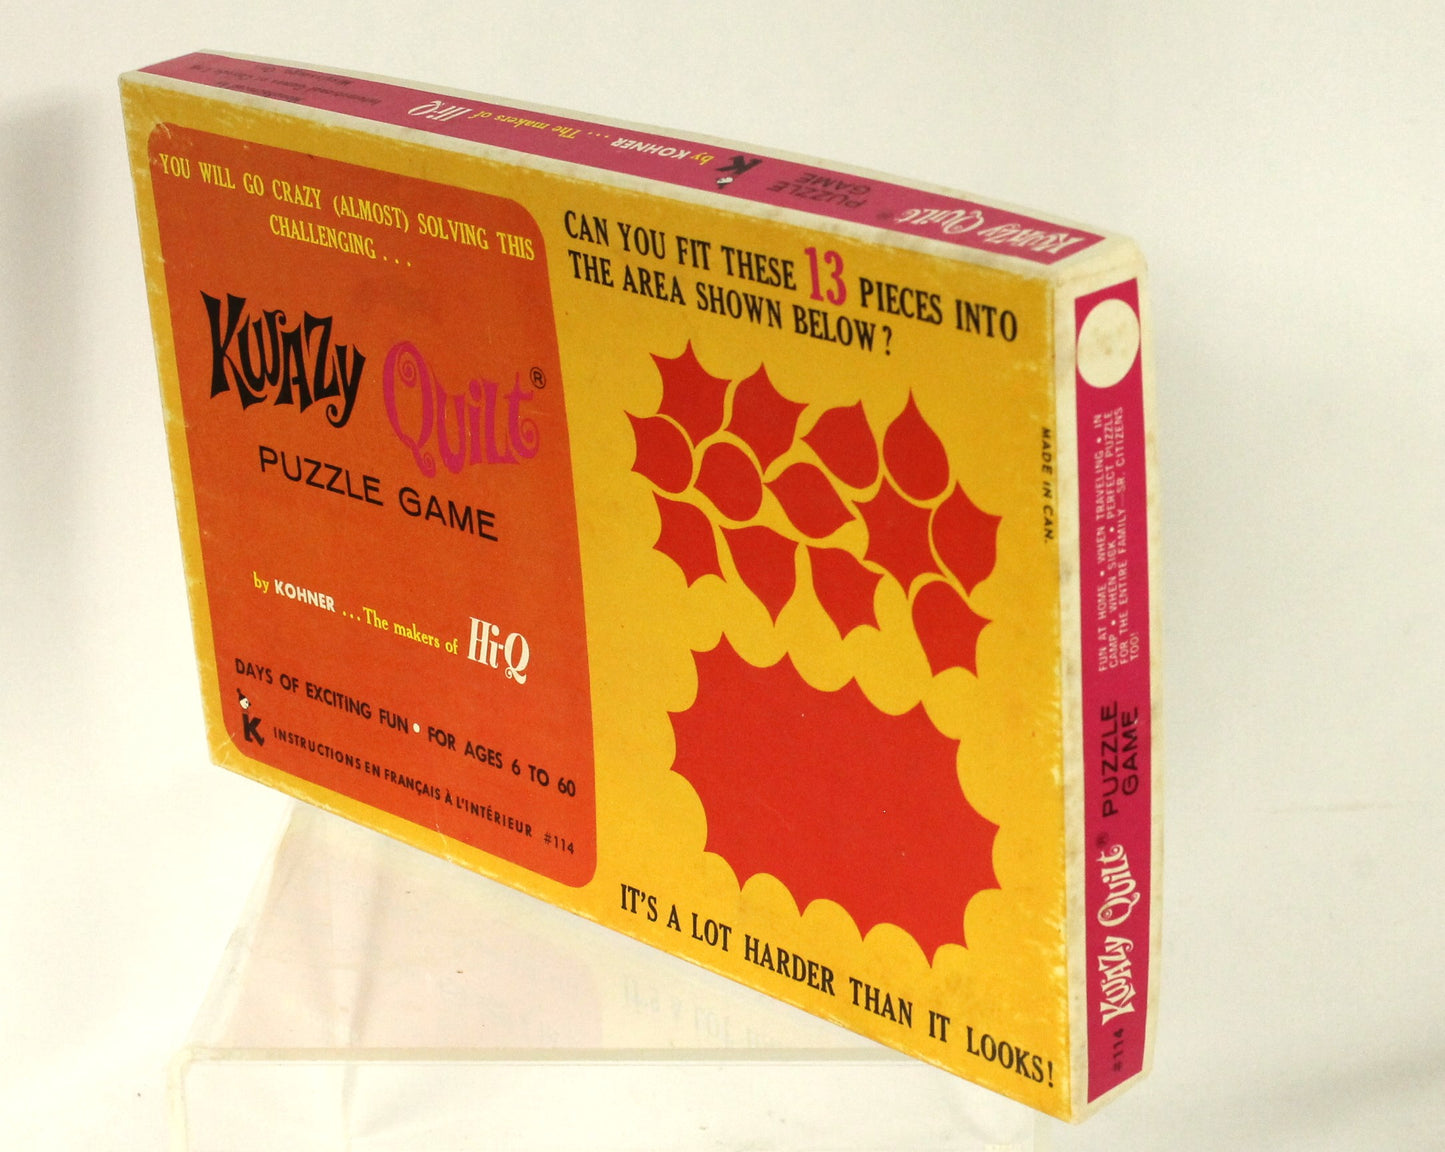 YOU WILL GO CRAZY (ALMOST) SOLVING THIS
CHALLENGING...
KWAZY QUILT®
PUZZLE GAME
by KOHNER ...The makers of Hi-Q
DAYS OF EXCITING FUN • FOR AGES 6 TO 60
K INSTRUCTIONS EN FRANÇAIS À L'INTÉRIEUR #114
CAN YOU FIT THESE 13 PIECES INTO
THE AREA SHOWN BELOW?
MADE IN CAN.
IT'S A LOT HARDER THAN IT LOOKS!
KWAZY QUILT®
PUZZLE
GAME
K by KOHNER ... The makers of Hi-Q
#114 KWAZY QUILT®
PUZZLE
GAME
FUN AT HOME • WHEN TRAVELING • IN
CAMP • WHEN SICK • PERFECT PUZZLE
FOR THE ENTIRE FAMILY—SR. CITIZENS
TOO!